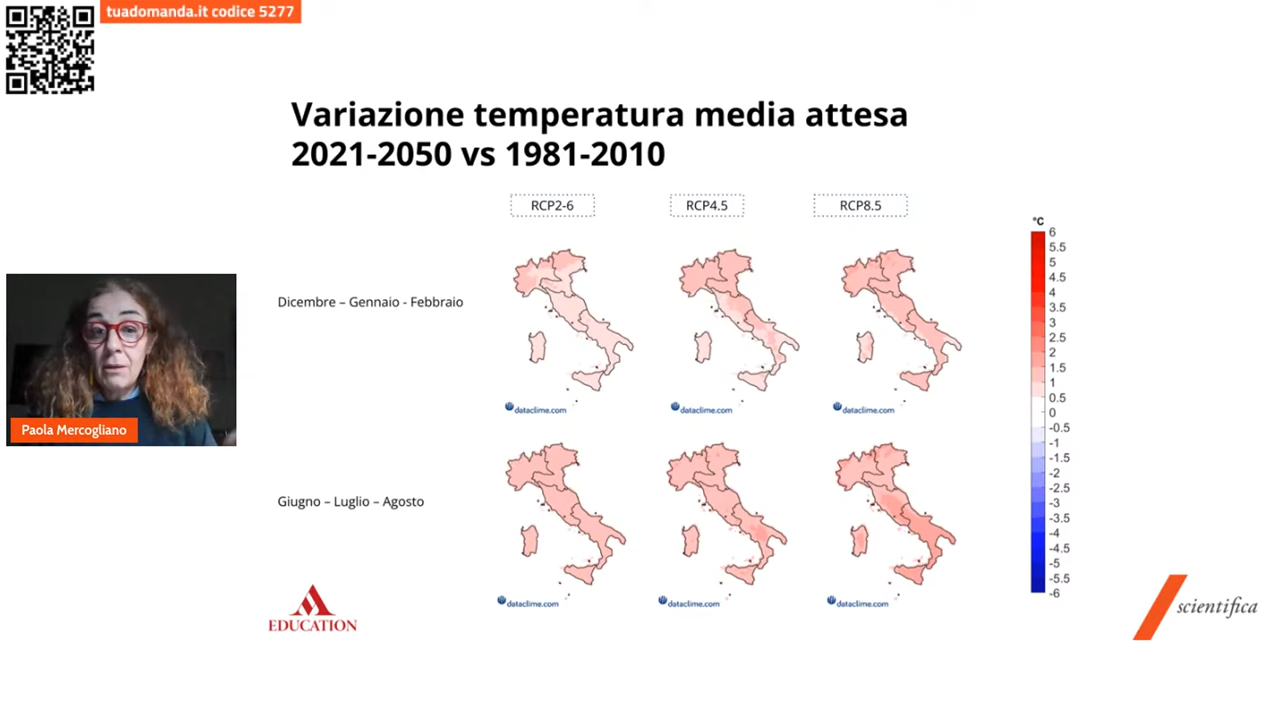 tuadomanda.it codice 5277
Variazione temperatura media attesa
2021-2050 vs 1981-2010
RCP2-6
RCP4.5
RCP8.5
°C
6
5.5
5
4.5
4
3.5
3
2.5
2
1.5
1
0.5
0
-0.5
-1
-1.5
-2
-2.5
-3
-3.5
-4
-4.5
-5
-5.5
-6
Dicembre – Gennaio - Febbraio
dataclime.com
dataclime.com
dataclime.com
Paola Mercogliano
Giugno – Luglio – Agosto
dataclime.com
dataclime.com
dataclime.com
EDUCATION
scientifica